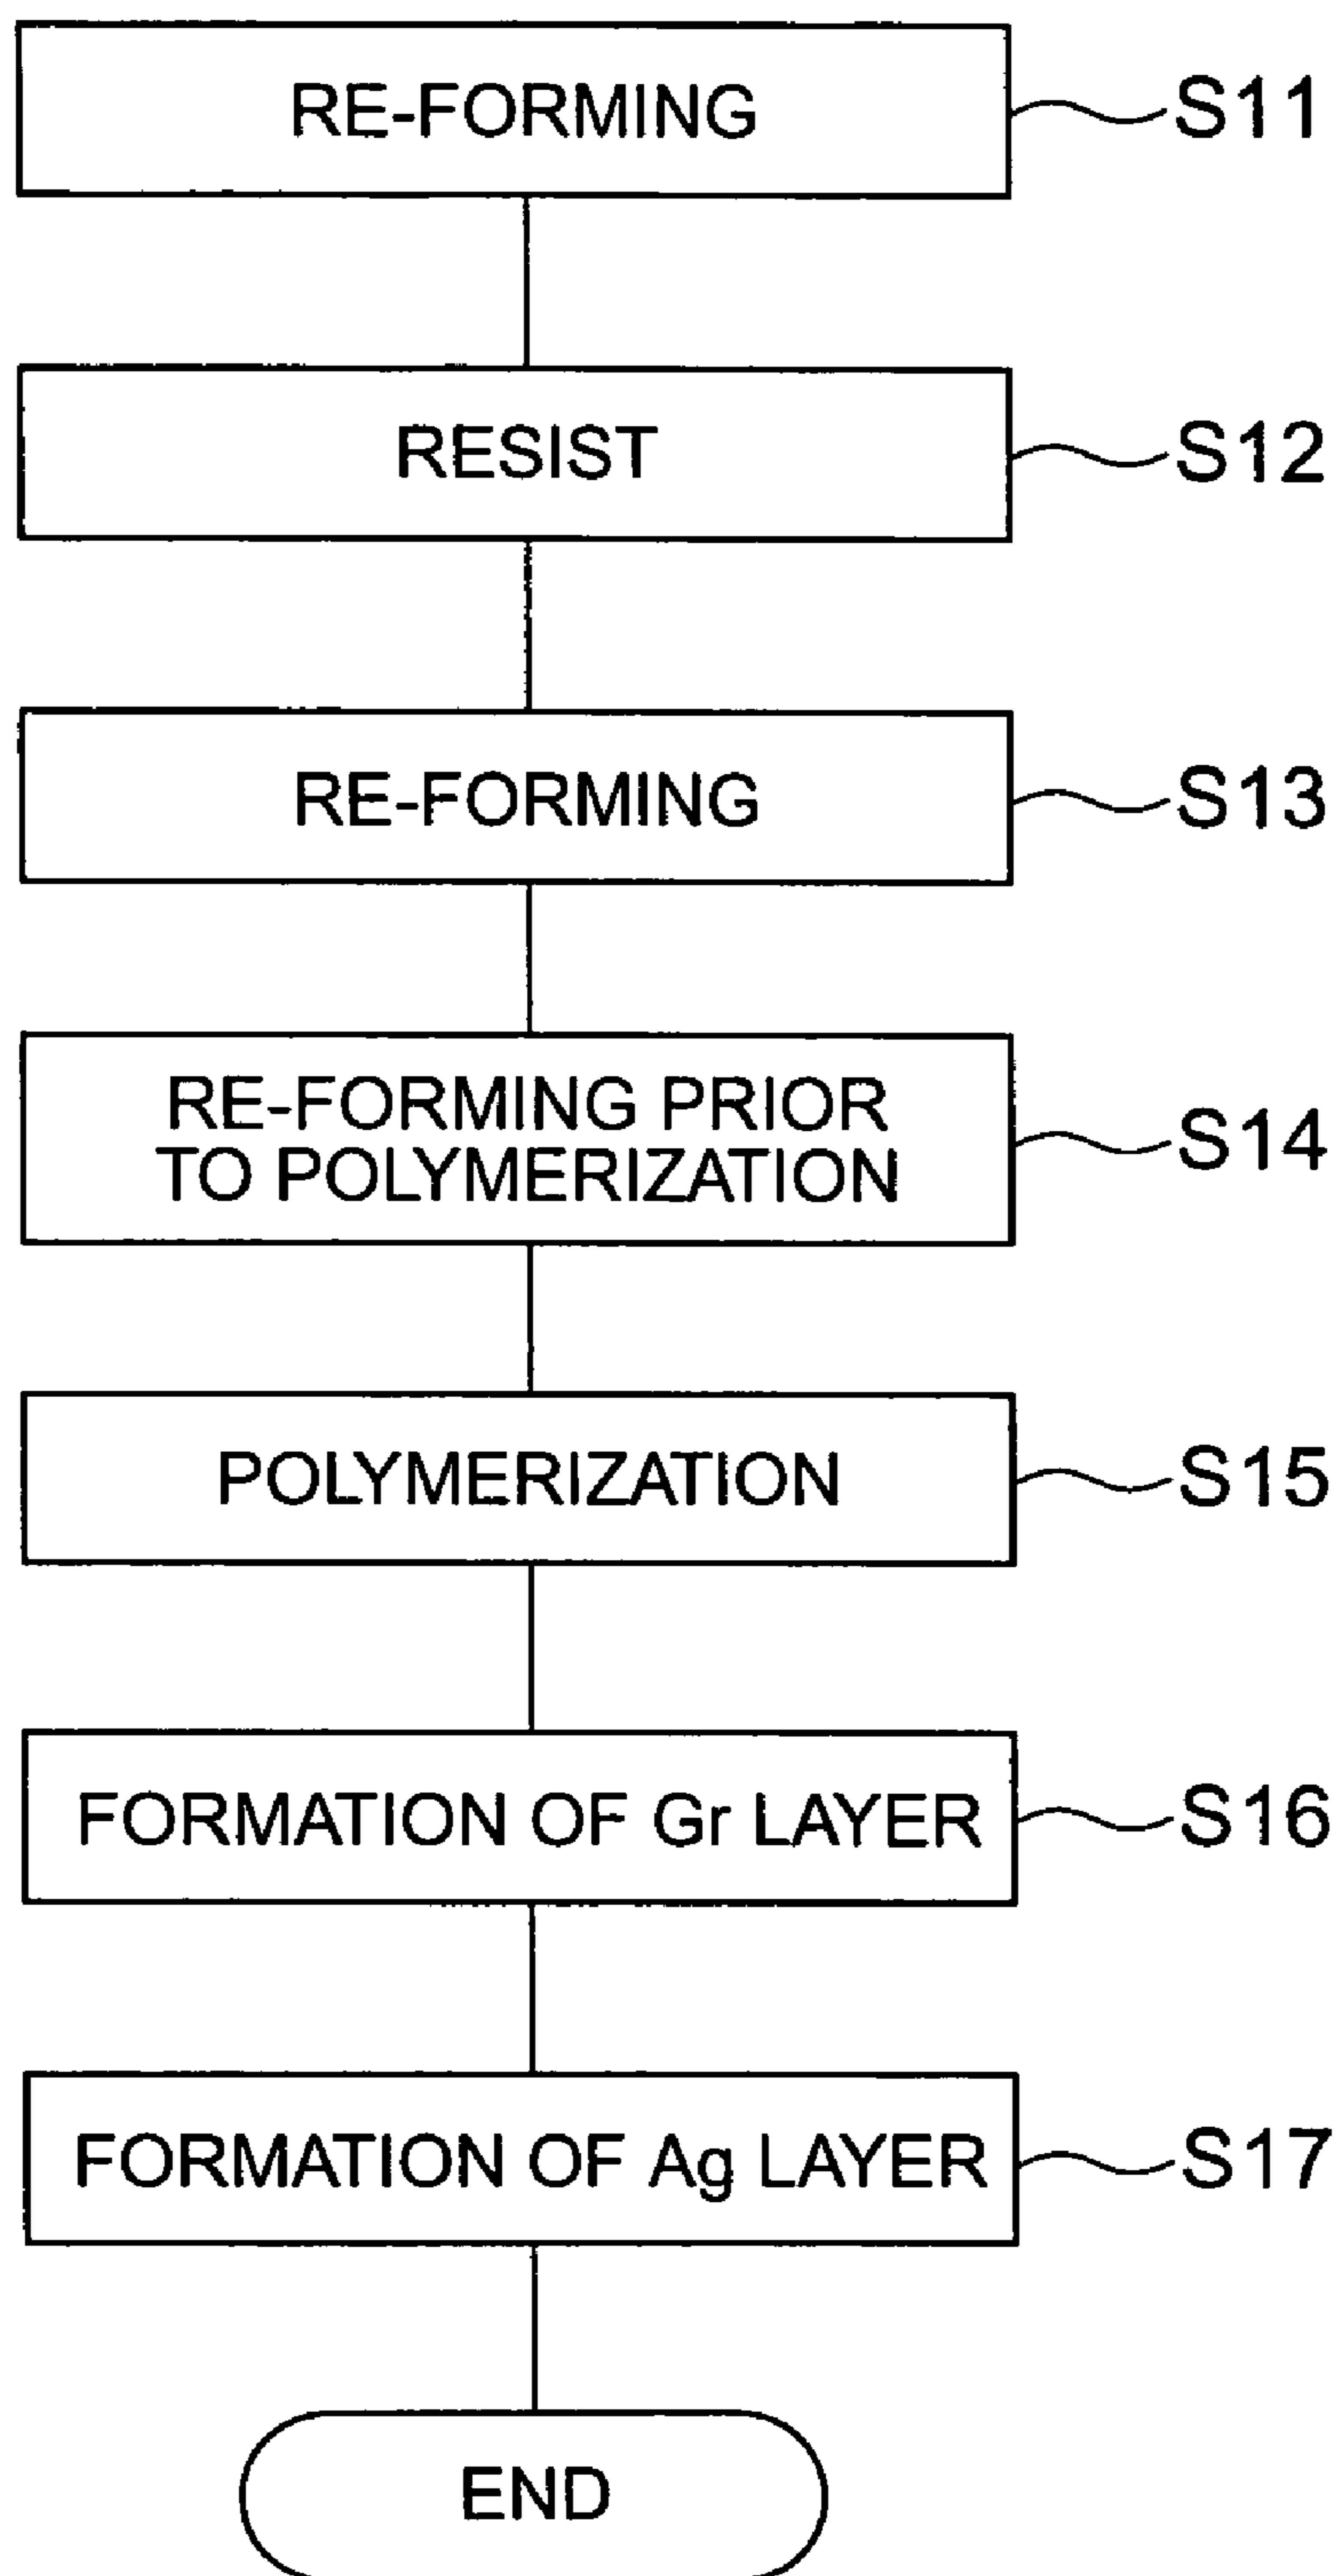 RE-FORMING
S11
RESIST
S12
RE-FORMING
S13
RE-FORMING PRIOR
TO POLYMERIZATION
S14
POLYMERIZATION
S15
FORMATION OF Gr LAYER
S16
FORMATION OF Ag LAYER
S17
END